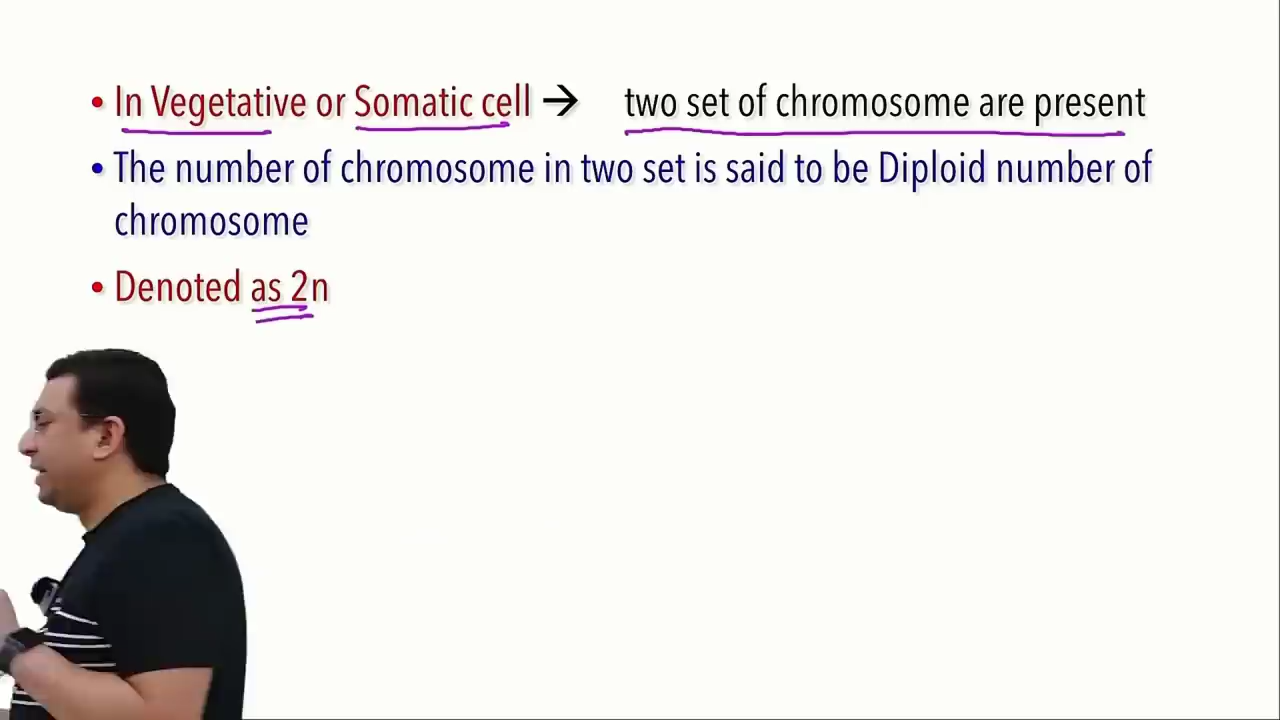 • In Vegetative or Somatic cell → two set of chromosome are present
• The number of chromosome in two set is said to be Diploid number of
chromosome
• Denoted as 2n